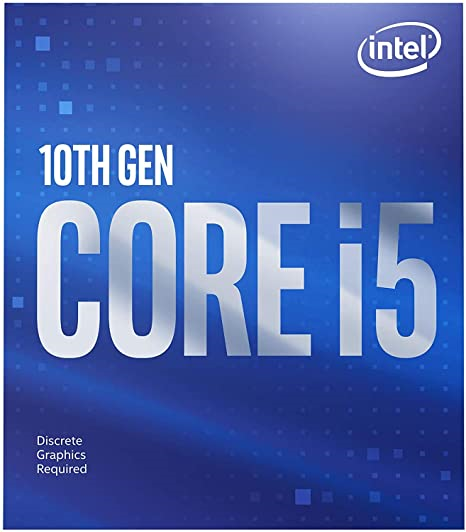 intel®
10TH GEN
CORE i5
Discrete
Graphics
Required